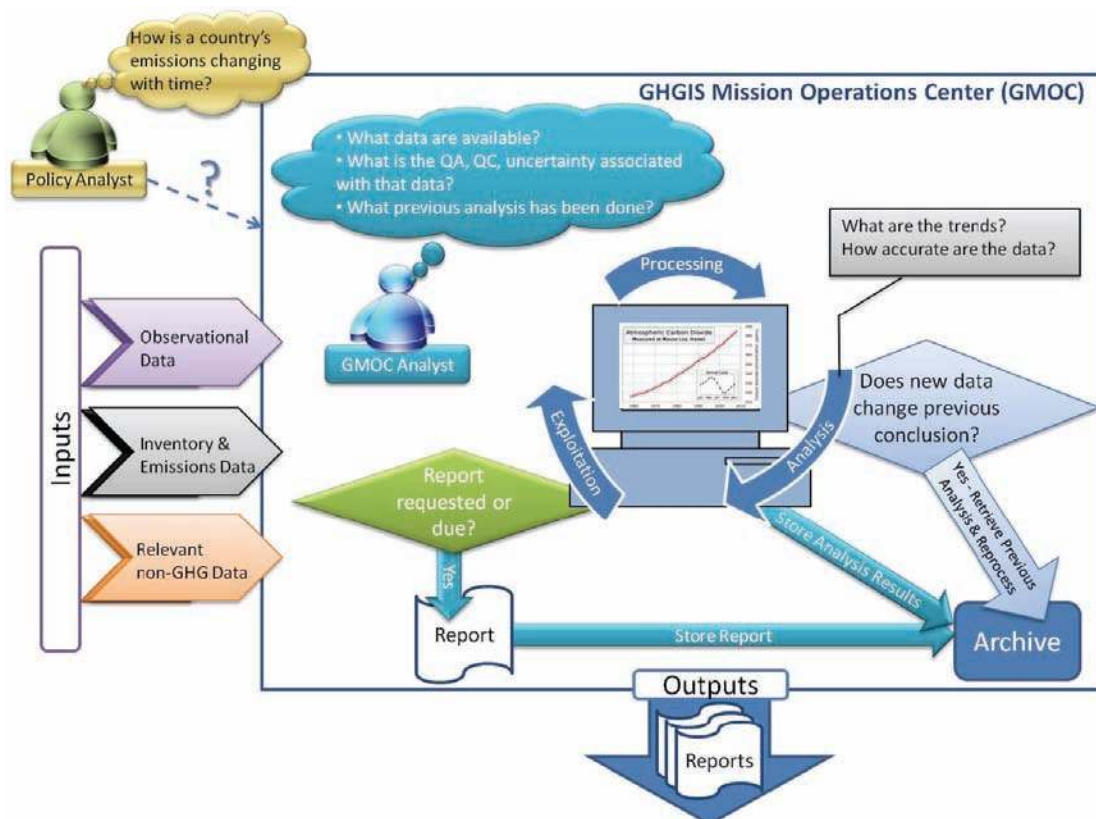 How is a country's
emissions changing
with time?
Policy Analyst
?
GHGIS Mission Operations Center (GMOC)
• What data are available?
• What is the QA, QC, uncertainty associated
with that data?
• What previous analysis has been done?
GMOC Analyst
Inputs
Observational
Data
Inventory &
Emissions Data
Relevant
non-GHG Data
Processing
Atmospheric Carbon Dioxide
Exploitation
Analysis
What are the trends?
How accurate are the data?
Does new data
change previous
conclusion?
Yes - Retrieve Previous
Analysis & Reprocess
Report
requested or
due?
Yes
Report
Store Analysis Results
Store Report
Archive
Outputs
Reports